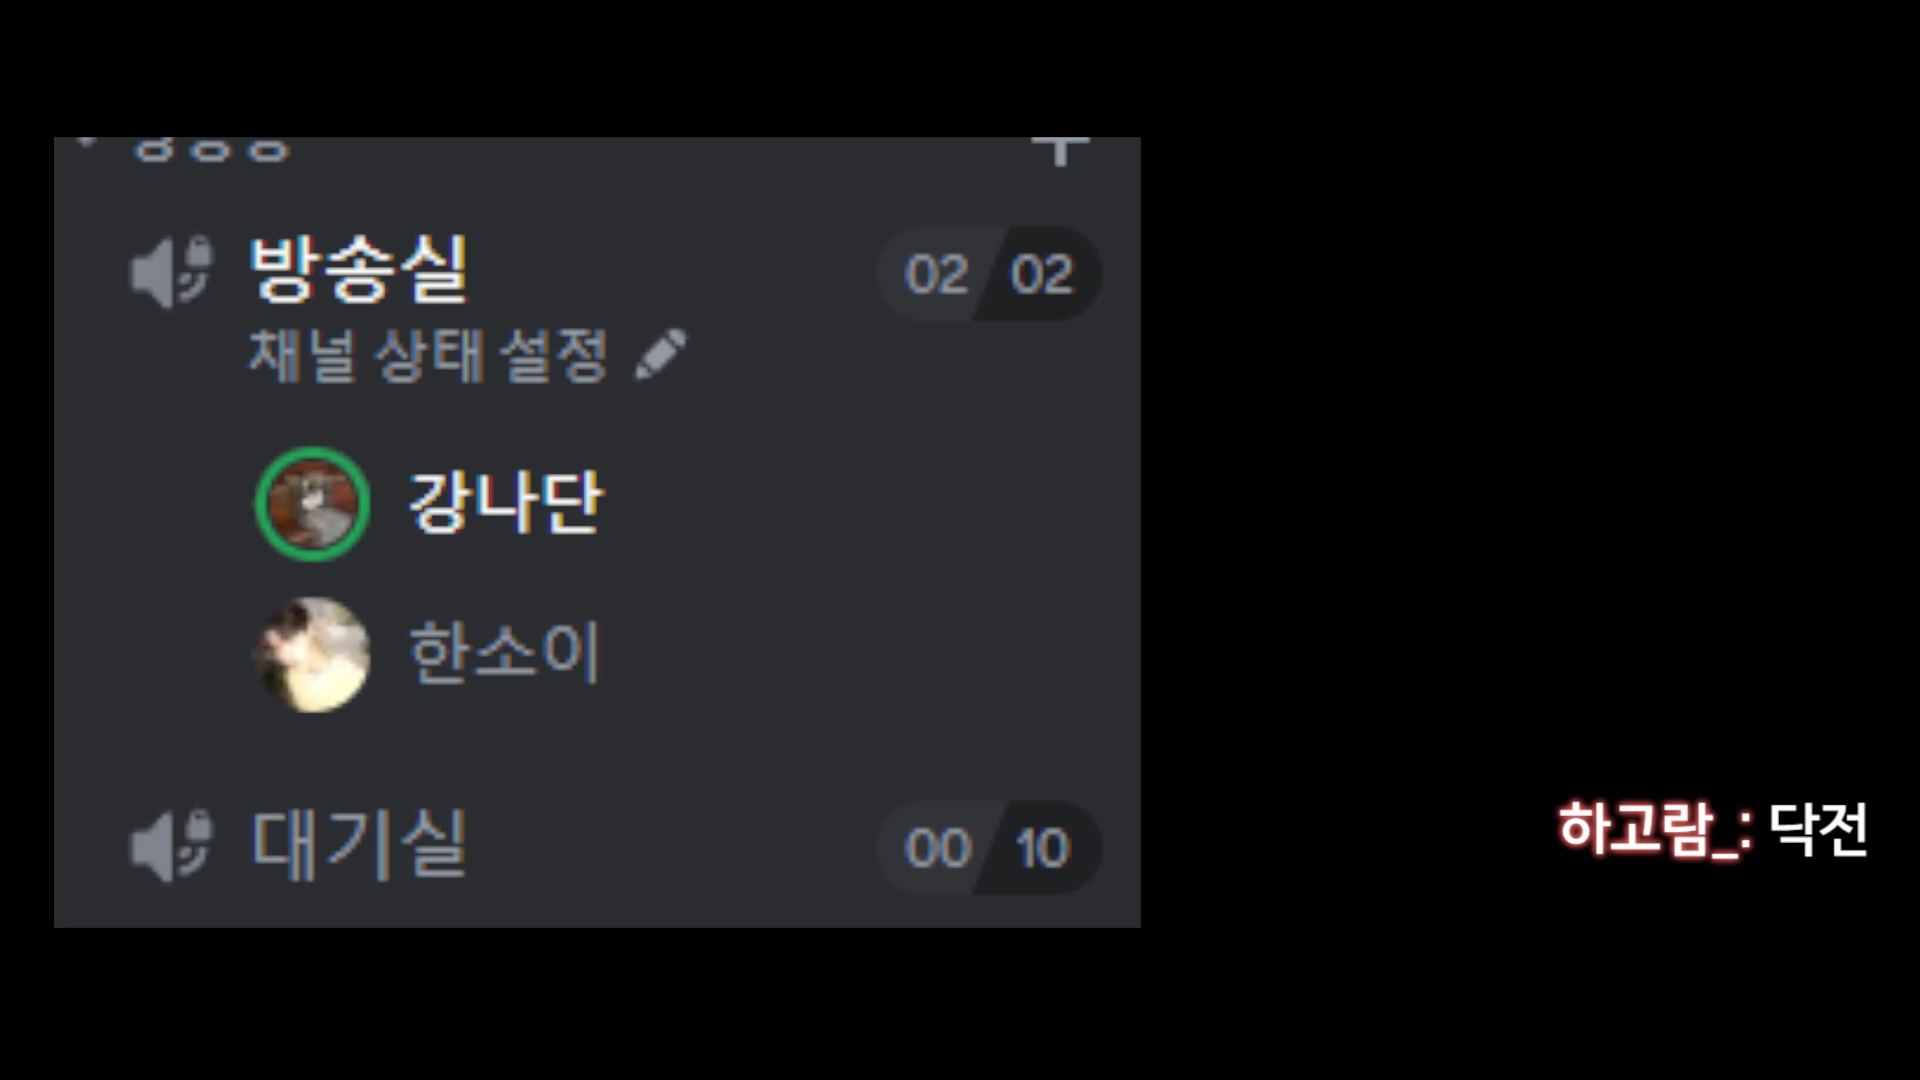 방송실 02 02
채널 상태 설정
강나단
한소이
대기실 00 10
하고람_: 닥전